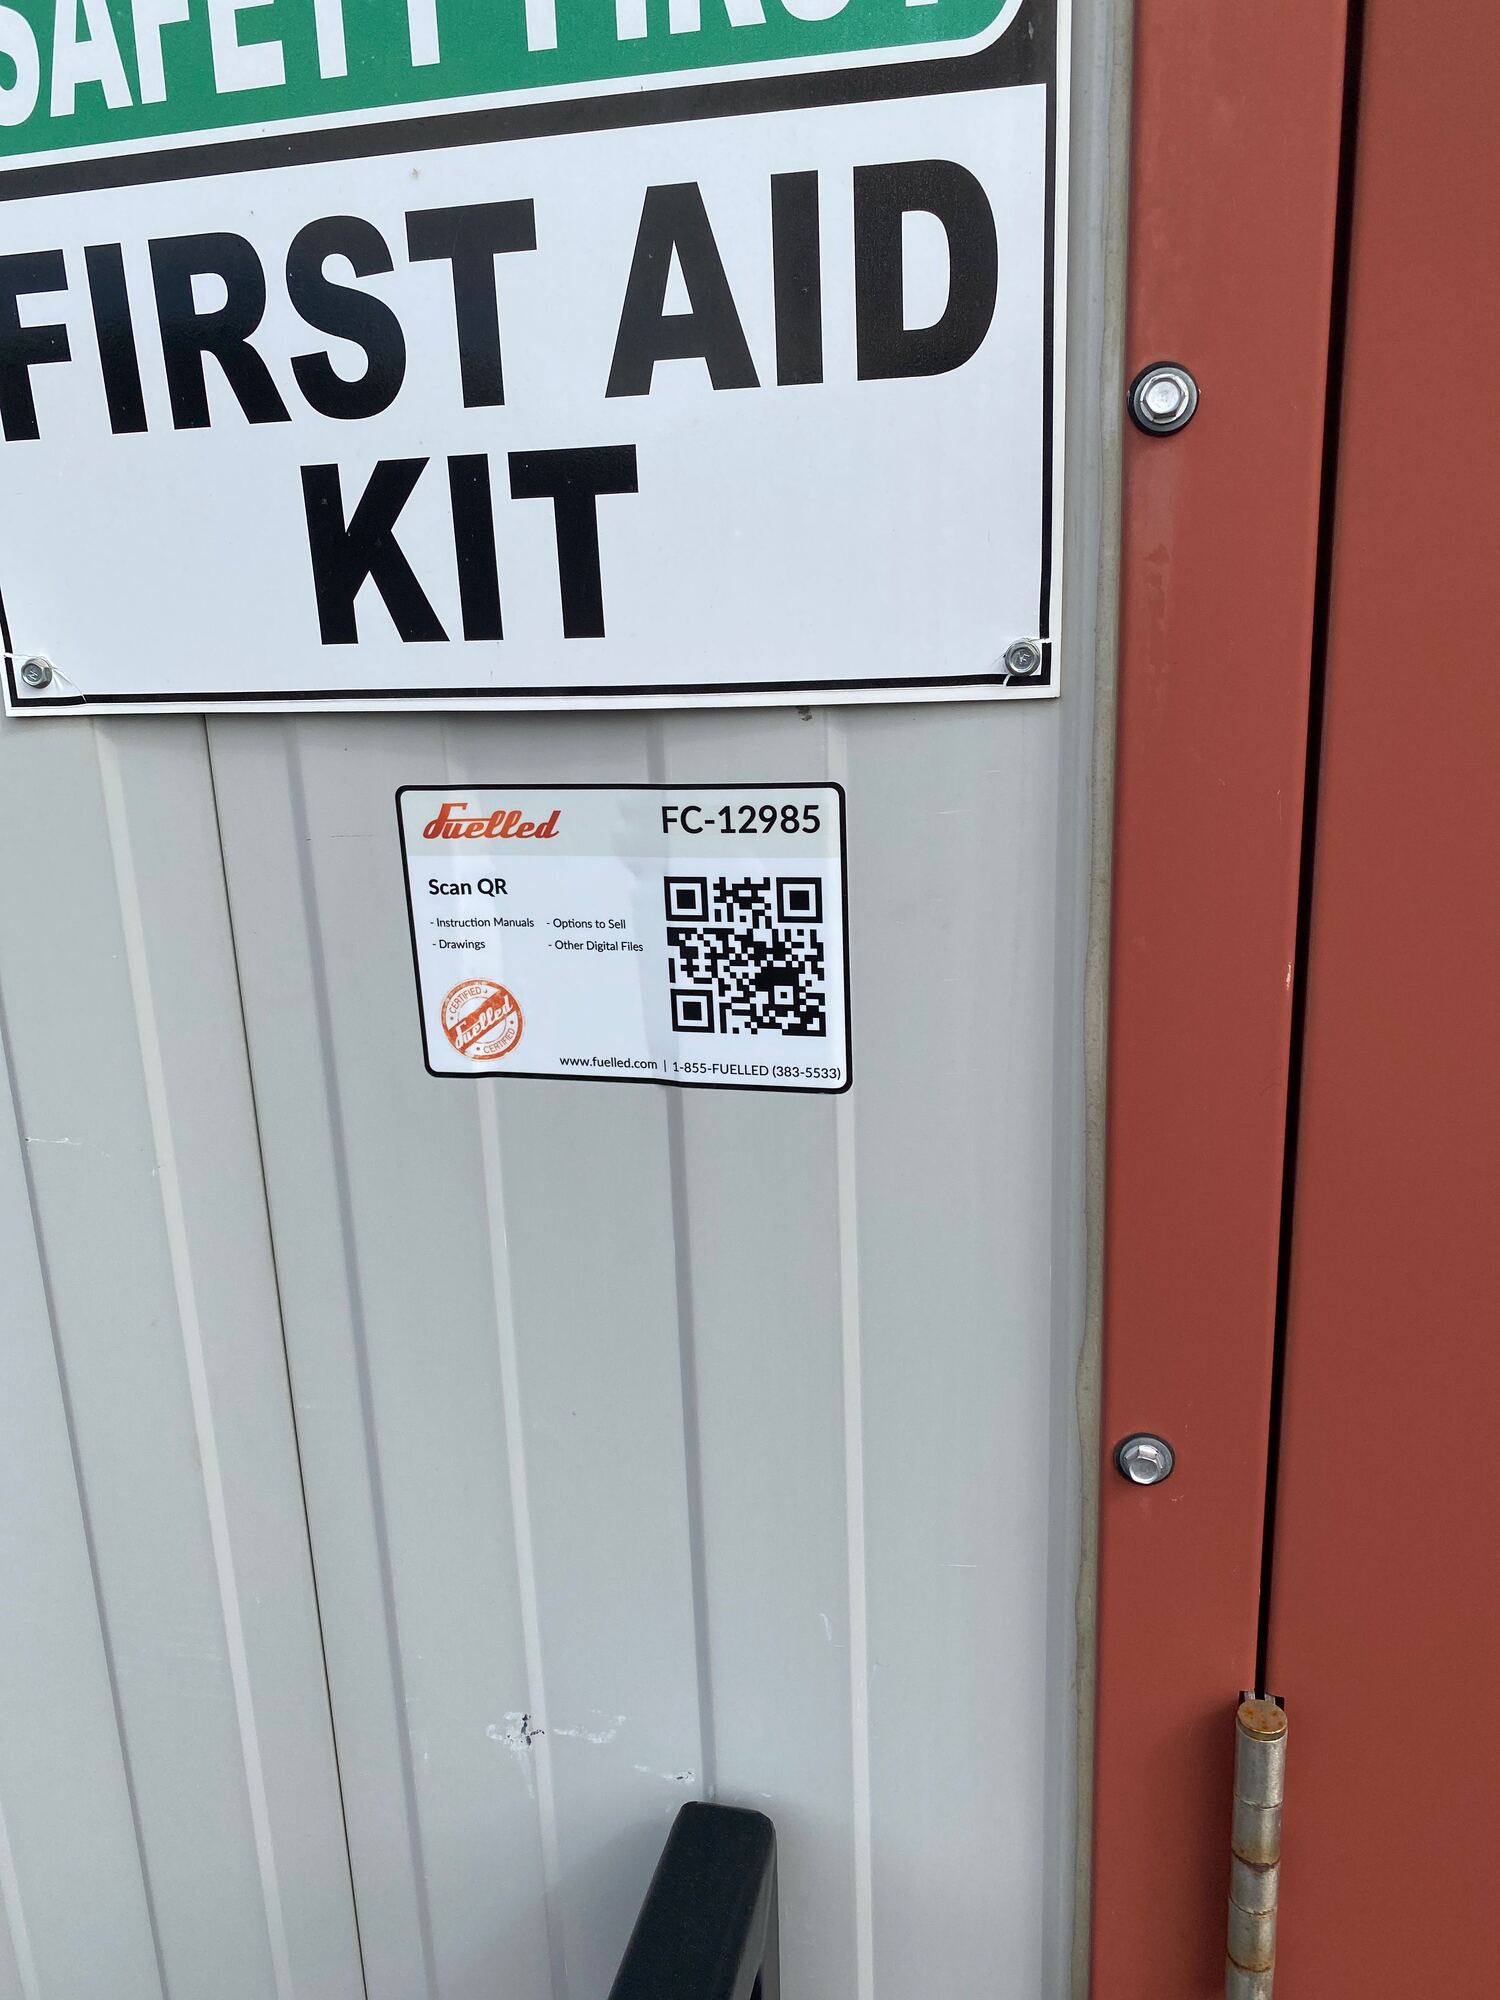 SAFETY FIRST
FIRST AID
KIT
Fuelled FC-12985
Scan QR
- Instruction Manuals - Options to Sell
- Drawings - Other Digital Files
CERTIFIED
Fuelled
CERTIFIED
www.fuelled.com | 1-855-FUELLED (383-5533)